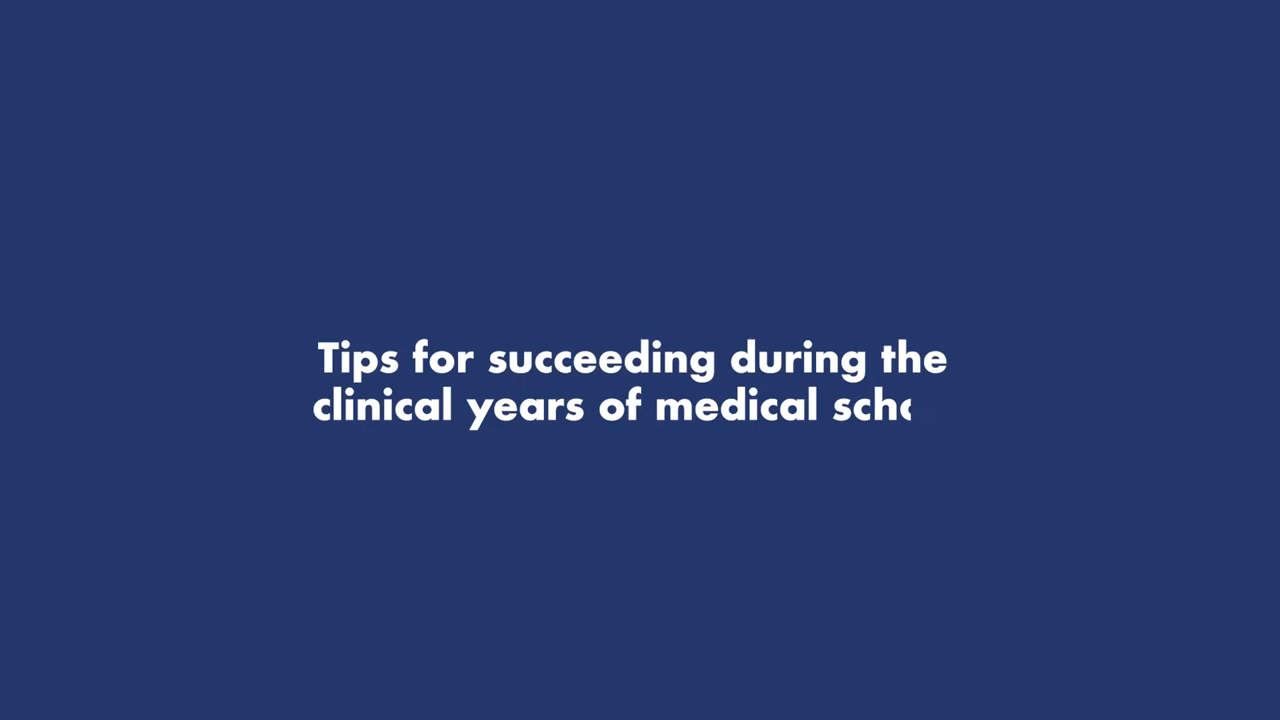 Tips for succeeding during the
clinical years of medical sch